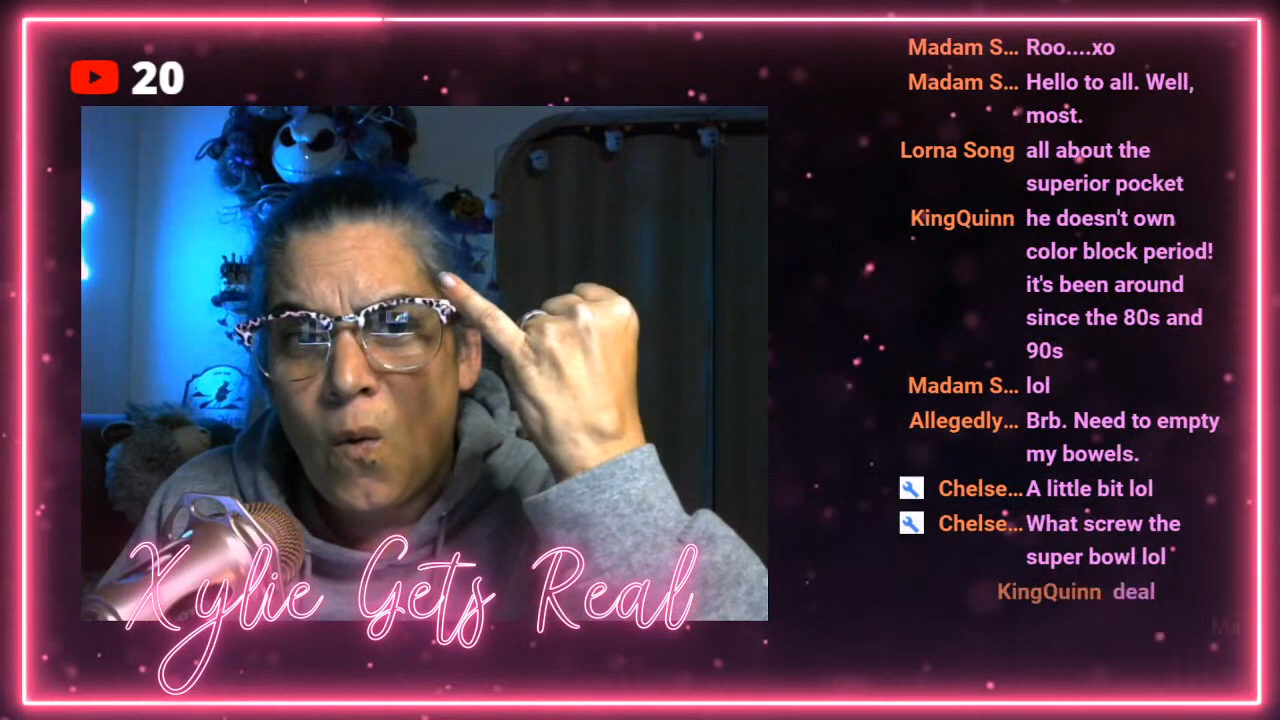 20
Madam S... Roo....xo
Madam S... Hello to all. Well,
most.
Lorna Song all about the
superior pocket
KingQuinn he doesn't own
color block period!
it's been around
since the 80s and
90s
Madam S... lol
Allegedly... Brb. Need to empty
my bowels.
Chelse... A little bit lol
Chelse... What screw the
super bowl lol
KingQuinn deal
Xylie Gets Real